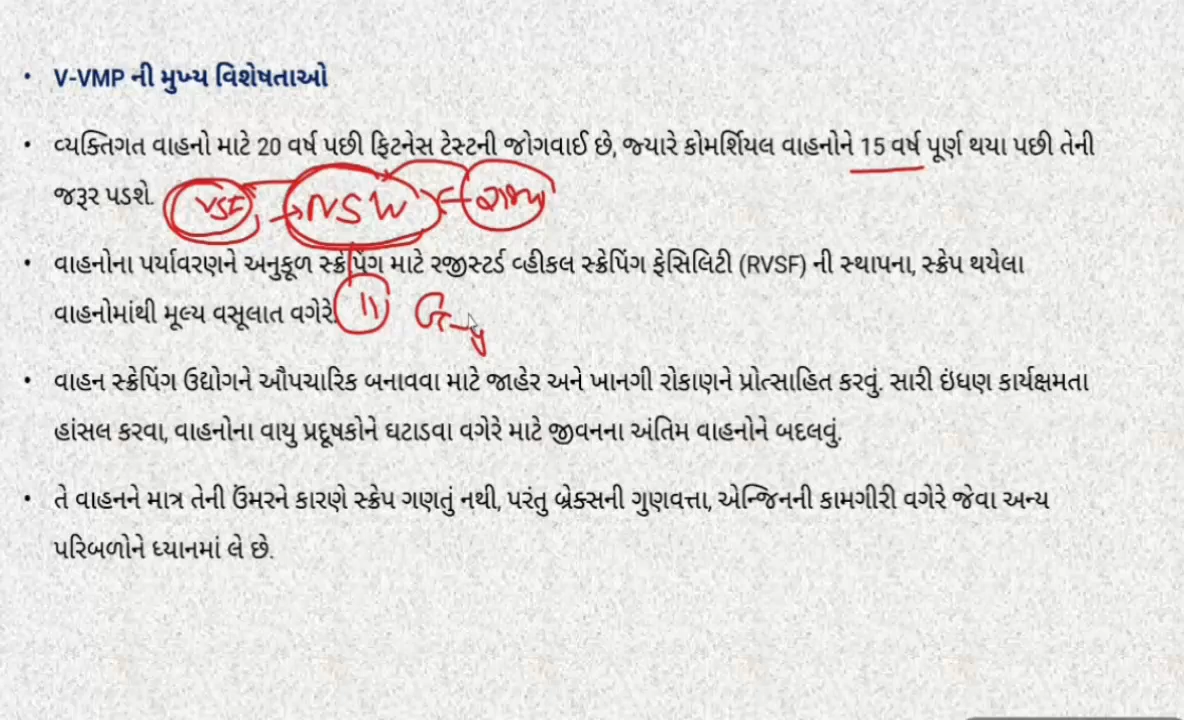 • V-VMP ની મુખ્ય વિશેષતાઓ
• વ્યક્તિગત વાહનો માટે 20 વર્ષ પછી ફિટનેસ ટેસ્ટની જોગવાઈ છે, જ્યારે કોમર્શિયલ વાહનોને 15 વર્ષ પૂર્ણ થયા પછી તેની
જરૂર પડશે.
VSF NSW રાજ્ય
• વાહનોના પર્યાવરણને અનુકૂળ સ્ક્રેપિંગ માટે રજીસ્ટર્ડ વ્હીકલ સ્ક્રેપિંગ ફેસિલિટી (RVSF) ની સ્થાપના, સ્ક્રેપ થયેલા
વાહનોમાંથી મૂલ્ય વસૂલાત વગેરે.
11
• વાહન સ્ક્રેપિંગ ઉદ્યોગને ઔપચારિક બનાવવા માટે જાહેર અને ખાનગી રોકાણને પ્રોત્સાહિત કરવું. સારી ઇંધણ કાર્યક્ષમતા
હાંસલ કરવા, વાહનોના વાયુ પ્રદૂષકોને ઘટાડવા વગેરે માટે જીવનના અંતિમ વાહનોને બદલવું.
• તે વાહનને માત્ર તેની ઉંમરને કારણે સ્ક્રેપ ગણતું નથી, પરંતુ બ્રેક્સની ગુણવત્તા, એન્જિનની કામગીરી વગેરે જેવા અન્ય
પરિબળોને ધ્યાનમાં લે છે.